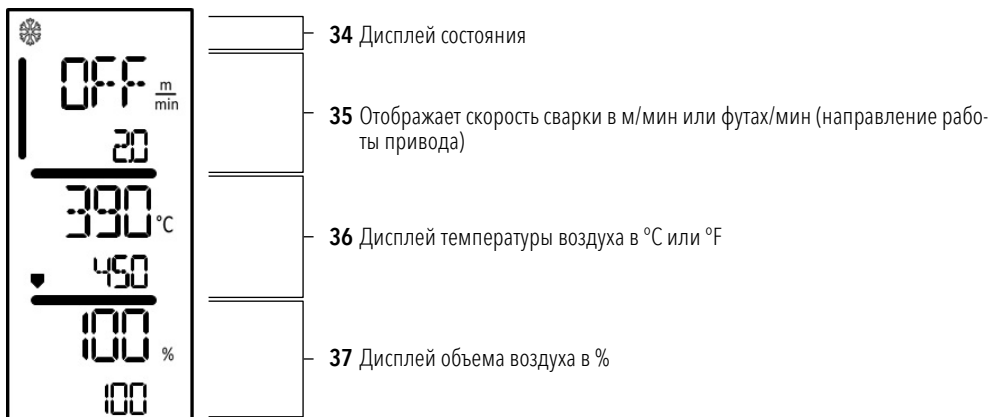 34 Дисплей состояния
OFF m/min
35 Отображает скорость сварки в м/мин или футах/мин (направление рабо-
ты привода)
2.0
390 °C
36 Дисплей температуры воздуха в °C или °F
450
100 %
37 Дисплей объема воздуха в %
100